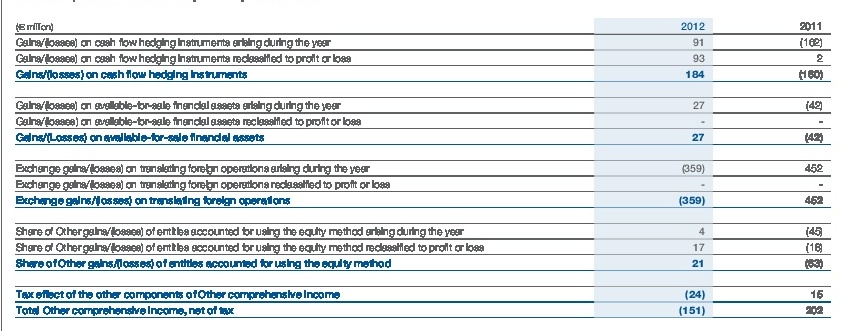 (€ million) 2012 2011
Gains/(losses) on cash flow hedging instruments arising during the year 91 (162)
Gains/(losses) on cash flow hedging instruments reclassified to profit or loss 93 2
Gains/(losses) on cash flow hedging instruments 184 (160)
Gains/(losses) on available-for-sale financial assets arising during the year 27 (42)
Gains/(losses) on available-for-sale financial assets reclassified to profit or loss - -
Gains/(Losses) on available-for-sale financial assets 27 (42)
Exchange gains/(losses) on translating foreign operations arising during the year (359) 452
Exchange gains/(losses) on translating foreign operations reclassified to profit or loss - -
Exchange gains/(losses) on translating foreign operations (359) 452
Share of Other gains/(losses) of entities accounted for using the equity method arising during the year 4 (45)
Share of Other gains/(losses) of entities accounted for using the equity method reclassified to profit or loss 17 (18)
Share of Other gains/(losses) of entities accounted for using the equity method 21 (63)
Tax effect of the other components of Other comprehensive income (24) 15
Total Other comprehensive income, net of tax (151) 202